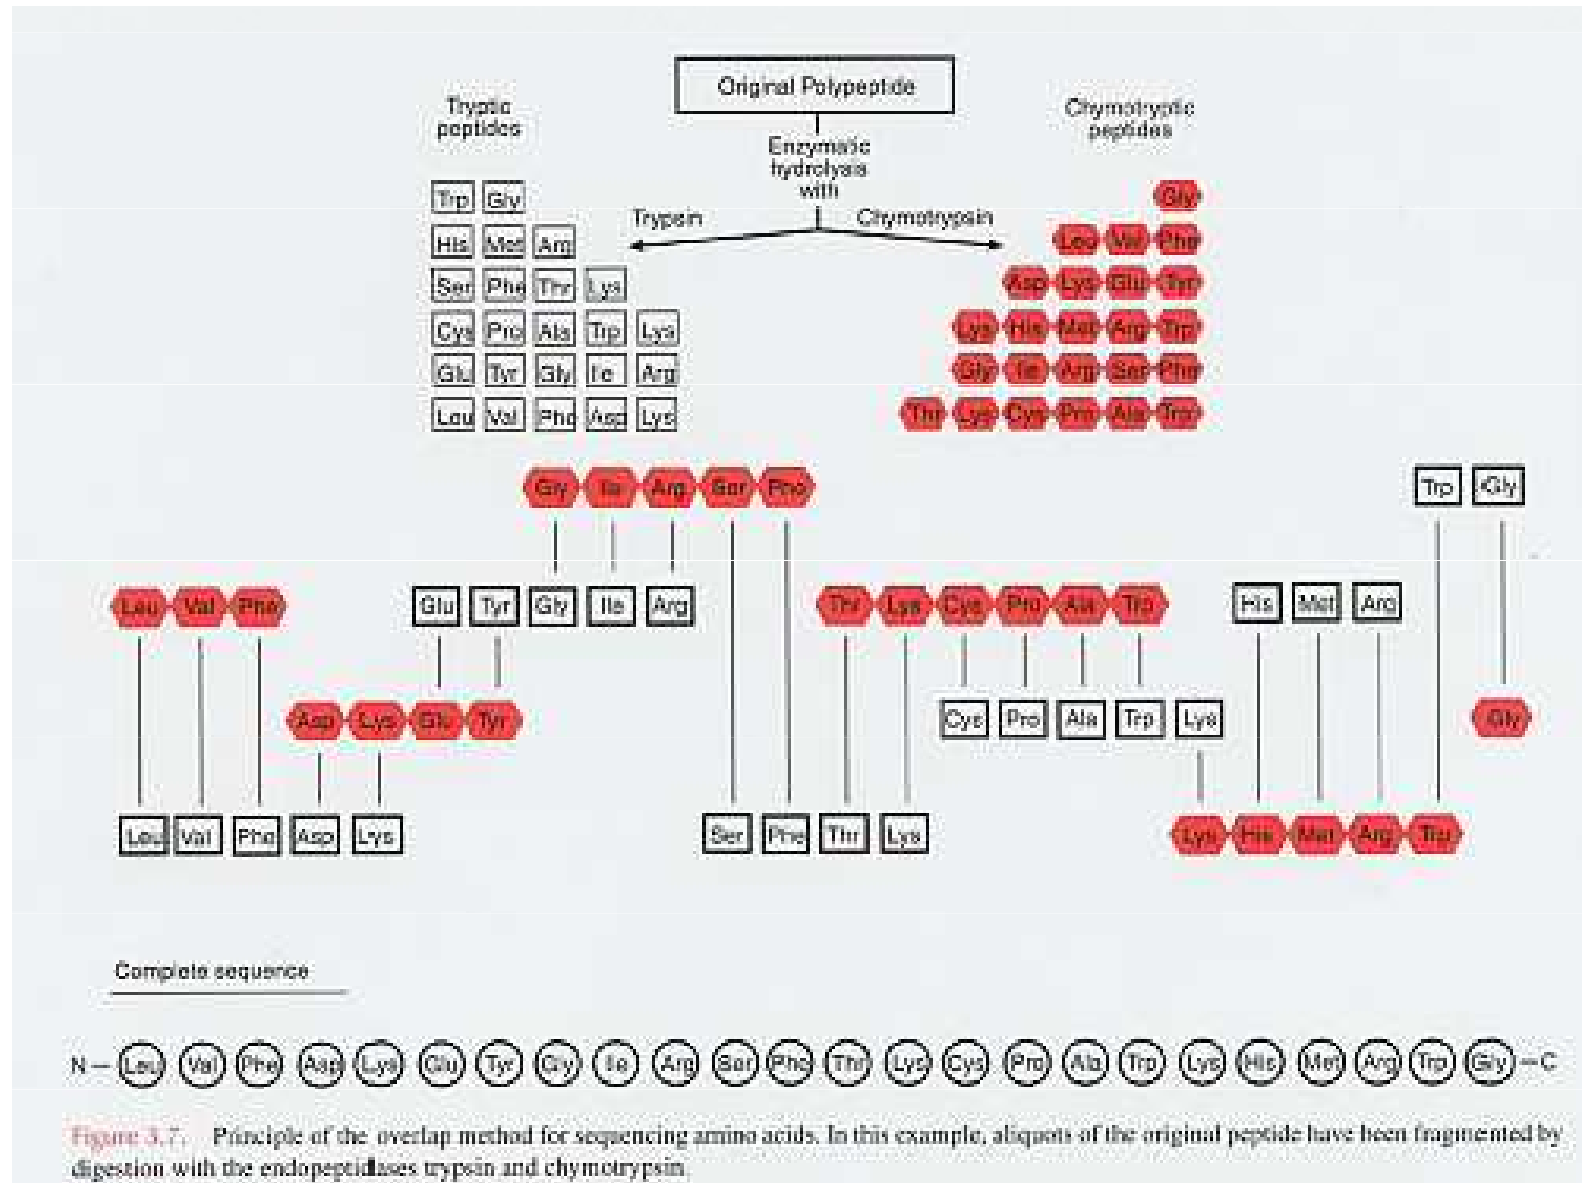 Original Polypeptide
Tryptic
peptides
Chymotryptic
peptides
Enzymatic
hydrolysis
with
Trypsin
Chymotrypsin
Trp Gly
His Met Arg
Ser Phe Thr Lys
Cys Pro Ala Trp Lys
Glu Tyr Gly Ile Arg
Leu Val Phe Asp Lys
Gly
Leu Val Phe
Asp Lys Glu Tyr
Lys His Met Arg Trp
Gly Ile Arg Ser Phe
Thr Lys Cys Pro Ala Trp
Gly Ile Arg Ser Phe
Trp Gly
Leu Val Phe
Glu Tyr Gly Ile Arg
Thr Lys Cys Pro Ala Trp
His Met Arg
Asp Lys Glu Tyr
Cys Pro Ala Trp Lys
Gly
Leu Val Phe Asp Lys
Ser Phe Thr Lys
Lys His Met Arg Trp
Complete sequence
N — Leu Val Phe Asp Lys Glu Tyr Gly Ile Arg Ser Phe Thr Lys Cys Pro Ala Trp Lys His Met Arg Trp Gly — C
Figure 3.7. Principle of the overlap method for sequencing amino acids. In this example, aliquots of the original peptide have been fragmented by
digestion with the endopeptidases trypsin and chymotrypsin.